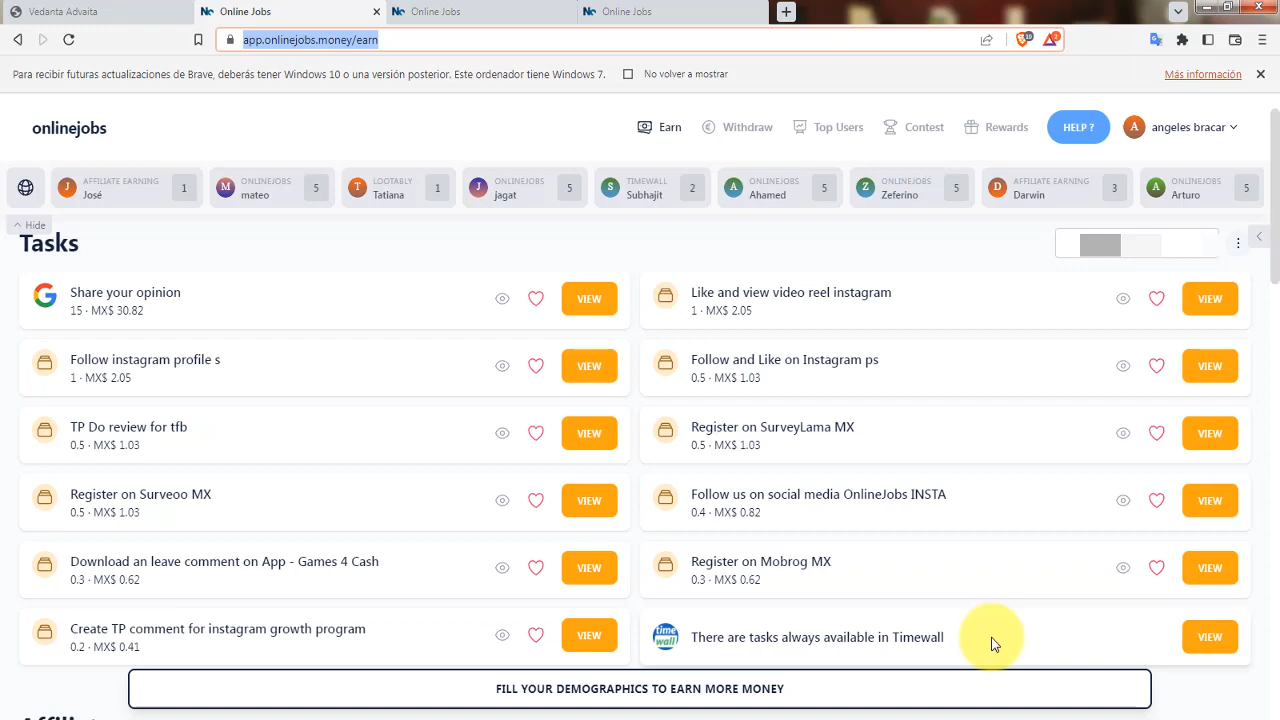 Vedanta Advaita
Online Jobs
Online Jobs
Online Jobs
app.onlinejobs.money/earn
19
2
Para recibir futuras actualizaciones de Brave, deberás tener Windows 10 o una versión posterior. Este ordenador tiene Windows 7.
No volver a mostrar
Más información
onlinejobs
Earn
Withdraw
Top Users
Contest
Rewards
HELP ?
A
angeles bracar
J
AFFILIATE EARNING
José
1
M
ONLINEJOBS
mateo
5
T
LOOTABLY
Tatiana
1
J
ONLINEJOBS
jagat
5
S
TIMEWALL
Subhajit
2
A
ONLINEJOBS
Ahamed
5
Z
ONLINEJOBS
Zeferino
5
D
AFFILIATE EARNING
Darwin
3
A
ONLINEJOBS
Arturo
5
Hide
Tasks
Share your opinion
15 · MX$ 30.82
VIEW
Like and view video reel instagram
1 · MX$ 2.05
VIEW
Follow instagram profile s
1 · MX$ 2.05
VIEW
Follow and Like on Instagram ps
0.5 · MX$ 1.03
VIEW
TP Do review for tfb
0.5 · MX$ 1.03
VIEW
Register on SurveyLama MX
0.5 · MX$ 1.03
VIEW
Register on Surveoo MX
0.5 · MX$ 1.03
VIEW
Follow us on social media OnlineJobs INSTA
0.4 · MX$ 0.82
VIEW
Download an leave comment on App - Games 4 Cash
0.3 · MX$ 0.62
VIEW
Register on Mobrog MX
0.3 · MX$ 0.62
VIEW
Create TP comment for instagram growth program
0.2 · MX$ 0.41
VIEW
time
wall
There are tasks always available in Timewall
VIEW
FILL YOUR DEMOGRAPHICS TO EARN MORE MONEY